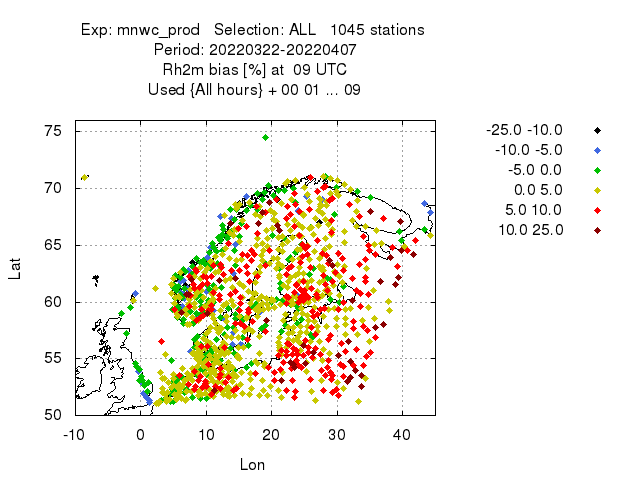 Exp: mnwc_prod   Selection: ALL   1045 stations
Period: 20220322-20220407
Rh2m bias [%] at  09 UTC
Used {All hours} + 00 01 ... 09
-25.0 -10.0
-10.0 -5.0
-5.0 0.0
0.0 5.0
5.0 10.0
10.0 25.0
75
70
65
60
55
50
Lat
-10 0 10 20 30 40
Lon